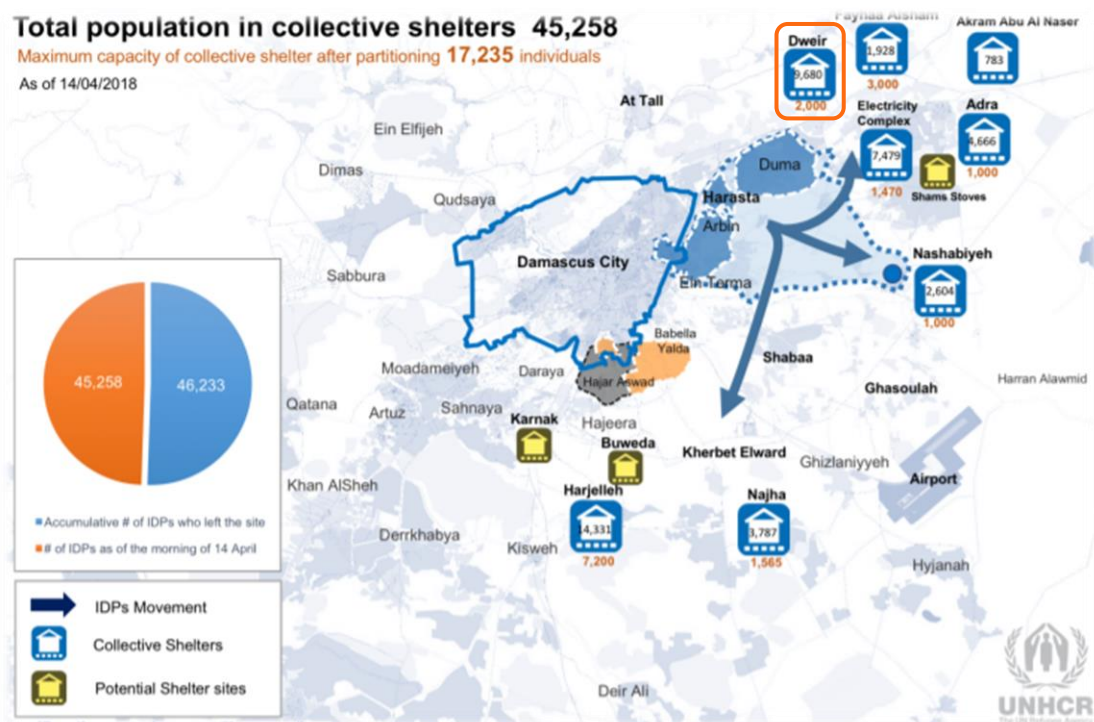 Total population in collective shelters 45,258
Maximum capacity of collective shelter after partitioning 17,235 individuals
As of 14/04/2018
Fayhaa Alsham
1,928
3,000
Akram Abu Al Naser
783
Dweir
9,680
2,000
At Tall
Electricity
Complex
7,479
1,470
Adra
4,666
1,000
Shams Stoves
Ein Elfijeh
Dimas
Qudsaya
Duma
Harasta
Arbin
Damascus City
Ein Terma
Nashabiyeh
2,604
1,000
Sabbura
Babella
Yalda
Shabaa
Hajar Aswad
Moadameiyeh
Daraya
Ghasoulah
Harran Alawmid
Qatana
Artuz
Sahnaya
Karnak
Hajeera
Buweda
Kherbet Elward
Ghizlaniyyeh
Airport
Khan AlSheh
Harjelleh
14,331
7,200
Najha
3,787
1,565
Derrkhabya
Kisweh
Hyjanah
Deir Ali
45,258
46,233
Accumulative # of IDPs who left the site
# of IDPs as of the morning of 14 April
IDPs Movement
Collective Shelters
Potential Shelter sites
UNHCR